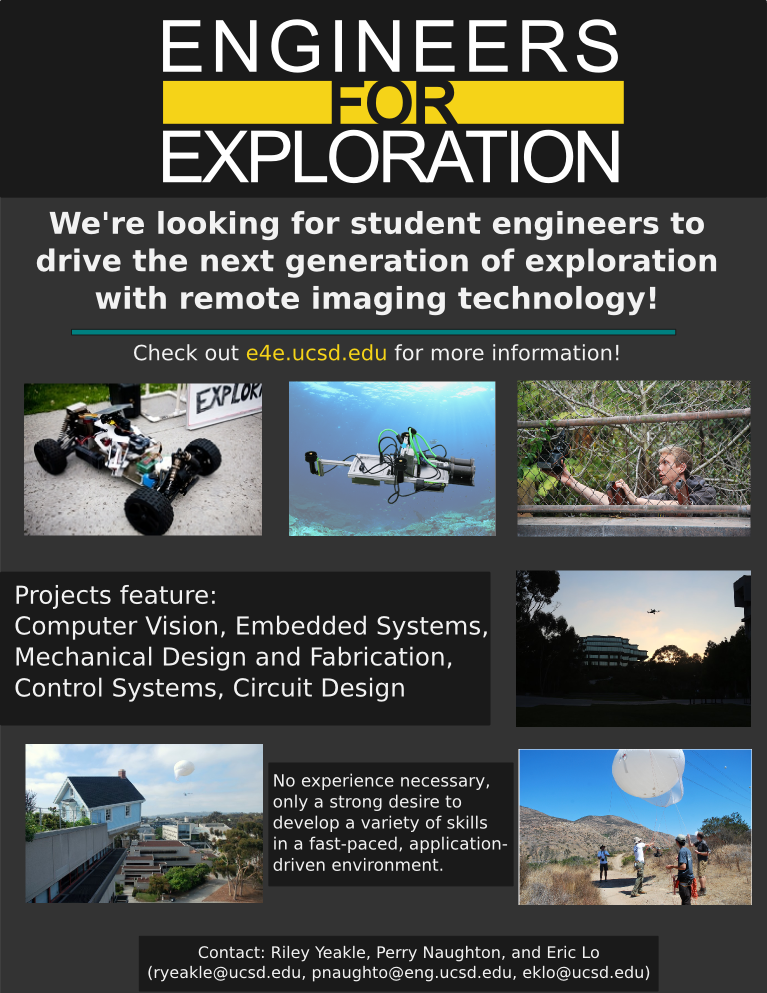 ENGINEERS
FOR
EXPLORATION
We're looking for student engineers to
drive the next generation of exploration
with remote imaging technology!
Check out e4e.ucsd.edu for more information!
EXPLOR
Projects feature:
Computer Vision, Embedded Systems,
Mechanical Design and Fabrication,
Control Systems, Circuit Design
No experience necessary,
only a strong desire to
develop a variety of skills
in a fast-paced, application-
driven environment.
Contact: Riley Yeakle, Perry Naughton, and Eric Lo
(ryeakle@ucsd.edu, pnaughto@eng.ucsd.edu, eklo@ucsd.edu)